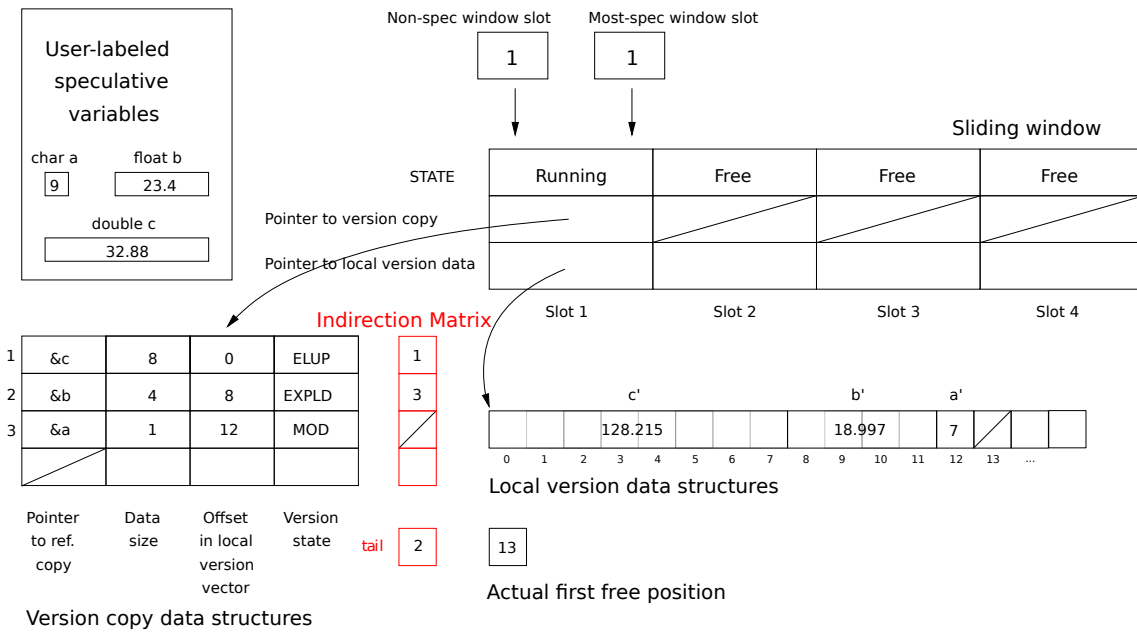 Non-spec window slot
Most-spec window slot
1
1
User-labeled
speculative
variables
char a
float b
9
23.4
double c
32.88
Sliding window
STATE
Running
Free
Free
Free
Pointer to version copy
Pointer to local version data
Slot 1
Slot 2
Slot 3
Slot 4
Indirection Matrix
1
&c
8
0
ELUP
1
2
&b
4
8
EXPLD
3
3
&a
1
12
MOD
c'
b'
a'
128.215
18.997
7
0
1
2
3
4
5
6
7
8
9
10
11
12
13
...
Local version data structures
Pointer
to ref.
copy
Data
size
Offset
in local
version
vector
Version
state
tail
2
13
Actual first free position
Version copy data structures